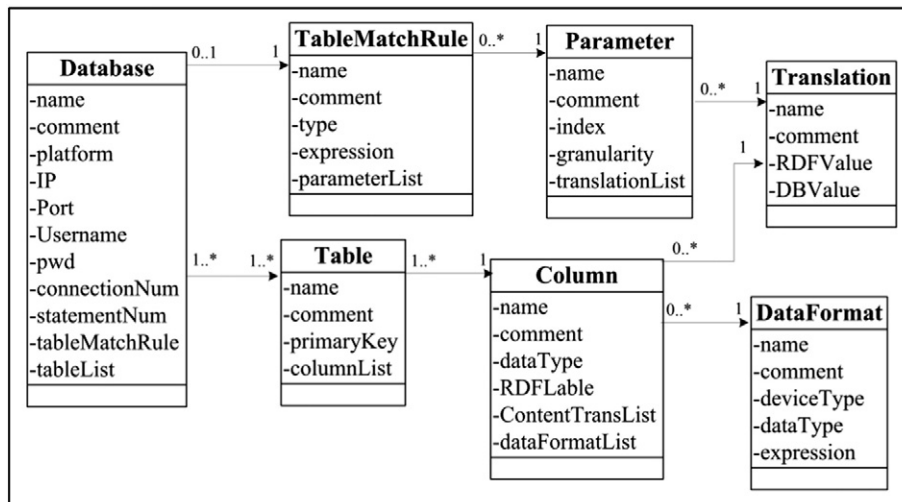 Database
-name
-comment
-platform
-IP
-Port
-Username
-pwd
-connectionNum
-statementNum
-tableMatchRule
-tableList
0..1
1
TableMatchRule
-name
-comment
-type
-expression
-parameterList
0..*
1
Parameter
-name
-comment
-index
-granularity
-translationList
0..*
1
Translation
-name
-comment
-RDFValue
-DBValue
1..*
1..*
Table
-name
-comment
-primaryKey
-columnList
1..*
1
Column
-name
-comment
-dataType
-RDFLable
-ContentTransList
-dataFormatList
0..*
1
0..*
1
DataFormat
-name
-comment
-deviceType
-dataType
-expression